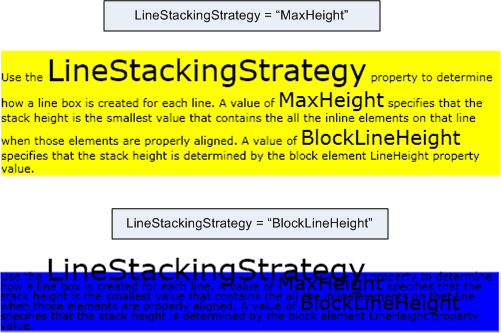 LineStackingStrategy = “MaxHeight”
Use the LineStackingStrategy property to determine
how a line box is created for each line. A value of MaxHeight specifies that the
stack height is the smallest value that contains the all the inline elements on that line
when those elements are properly aligned. A value of BlockLineHeight
specifies that the stack height is determined by the block element LineHeight property
value.
LineStackingStrategy = “BlockLineHeight”
Use the LineStackingStrategy property to determine
how a line box is created for each line. A value of MaxHeight specifies that the
stack height is the smallest value that contains the all the inline elements on that line
when those elements are properly aligned. A value of BlockLineHeight
specifies that the stack height is determined by the block element LineHeight property
value.